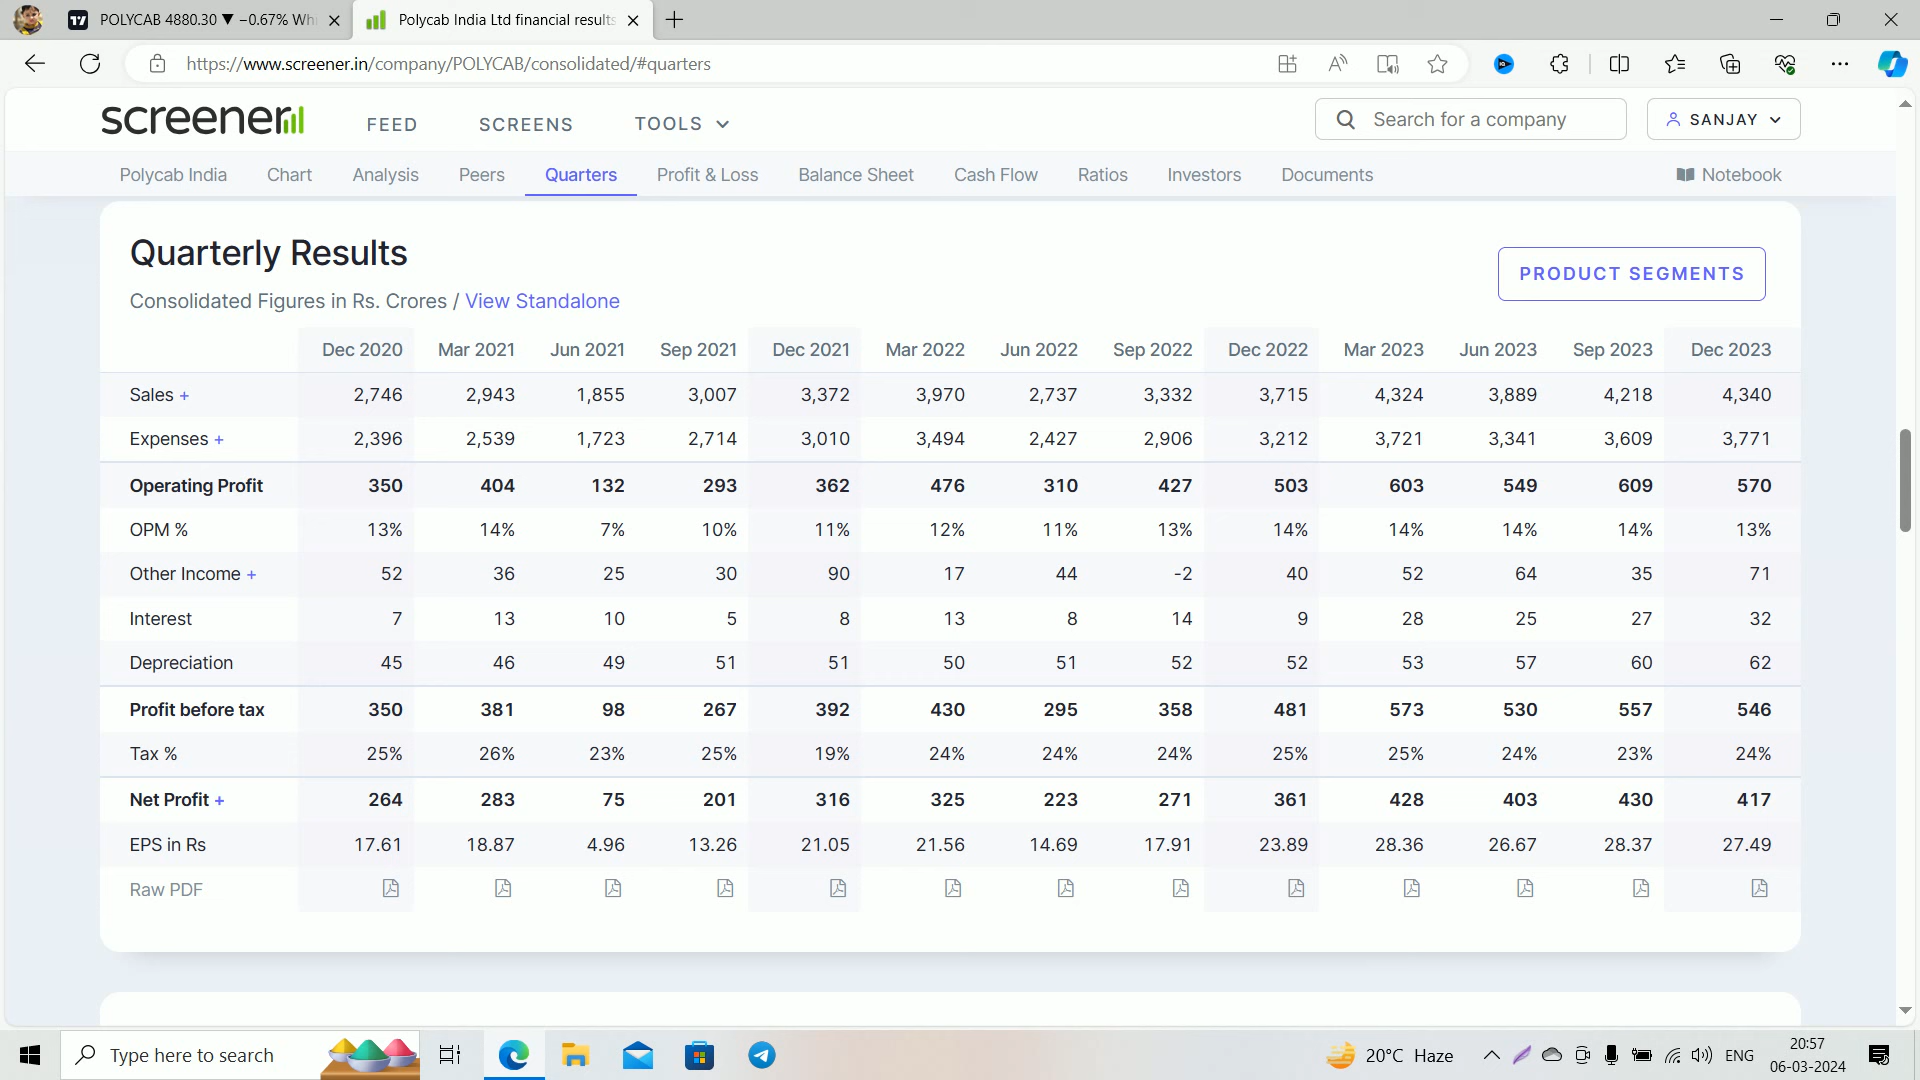 POLYCAB 4880.30 ▼ −0.67%
Polycab India Ltd financial results
https://www.screener.in/company/POLYCAB/consolidated/#quarters
screener
FEED SCREENS TOOLS
Search for a company
SANJAY
Polycab India Chart Analysis Peers Quarters Profit & Loss Balance Sheet Cash Flow Ratios Investors Documents Notebook
Quarterly Results
PRODUCT SEGMENTS
Consolidated Figures in Rs. Crores / View Standalone
Dec 2020 Mar 2021 Jun 2021 Sep 2021 Dec 2021 Mar 2022 Jun 2022 Sep 2022 Dec 2022 Mar 2023 Jun 2023 Sep 2023 Dec 2023
Sales + 2,746 2,943 1,855 3,007 3,372 3,970 2,737 3,332 3,715 4,324 3,889 4,218 4,340
Expenses + 2,396 2,539 1,723 2,714 3,010 3,494 2,427 2,906 3,212 3,721 3,341 3,609 3,771
Operating Profit 350 404 132 293 362 476 310 427 503 603 549 609 570
OPM % 13% 14% 7% 10% 11% 12% 11% 13% 14% 14% 14% 14% 13%
Other Income + 52 36 25 30 90 17 44 -2 40 52 64 35 71
Interest 7 13 10 5 8 13 8 14 9 28 25 27 32
Depreciation 45 46 49 51 51 50 51 52 52 53 57 60 62
Profit before tax 350 381 98 267 392 430 295 358 481 573 530 557 546
Tax % 25% 26% 23% 25% 19% 24% 24% 24% 25% 25% 24% 23% 24%
Net Profit + 264 283 75 201 316 325 223 271 361 428 403 430 417
EPS in Rs 17.61 18.87 4.96 13.26 21.05 21.56 14.69 17.91 23.89 28.36 26.67 28.37 27.49
Raw PDF
Type here to search
20°C Haze
ENG
20:57
06-03-2024